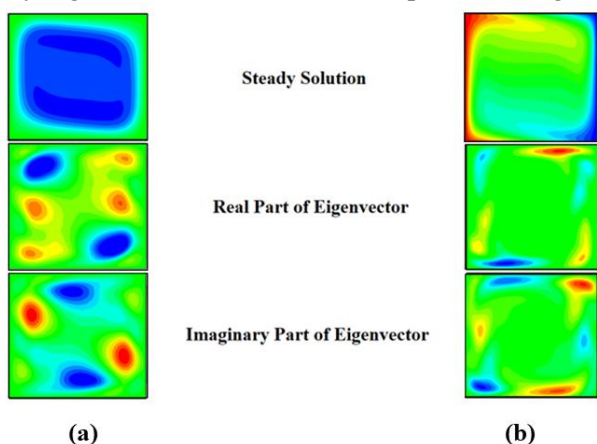 Steady Solution
Real Part of Eigenvector
Imaginary Part of Eigenvector
(a)
(b)